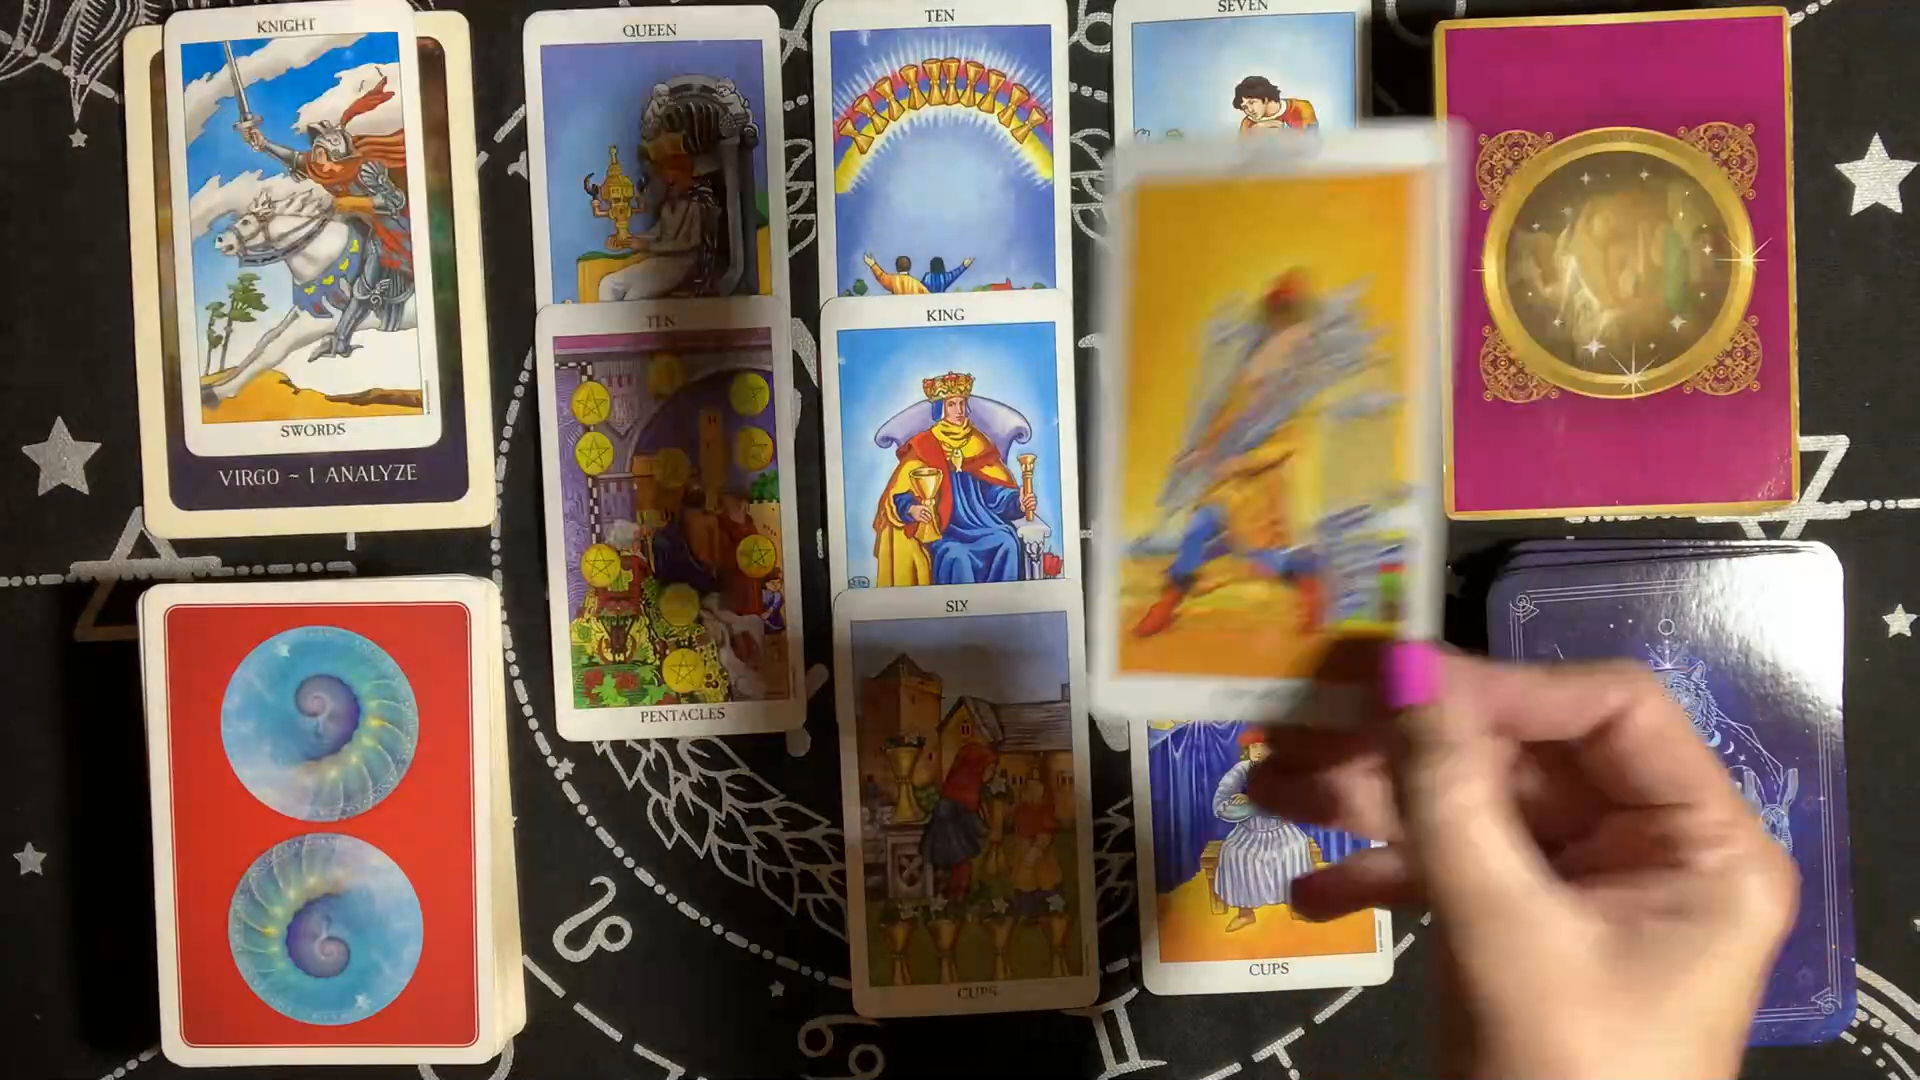 KNIGHT
SWORDS
VIRGO ~ I ANALYZE
QUEEN
TEN
PENTACLES
TEN
KING
SIX
CUPS
SEVEN
CUPS